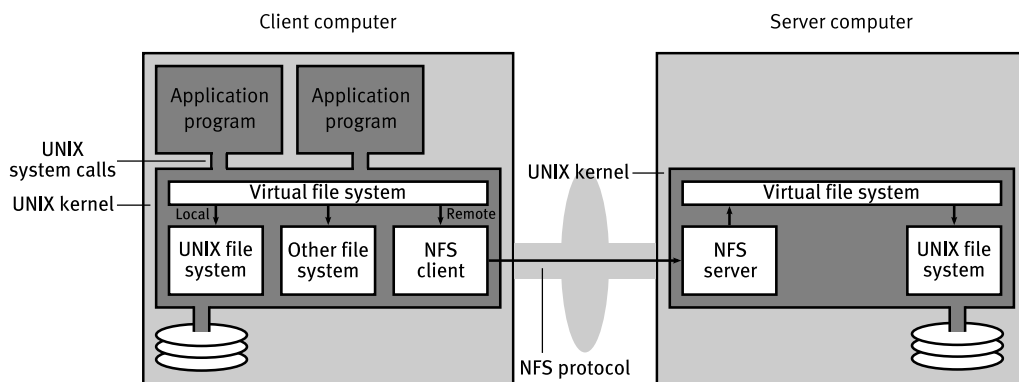 Client computer
Server computer
Application
program
Application
program
UNIX
system calls
UNIX kernel
Virtual file system
Local
Remote
UNIX file
system
Other file
system
NFS
client
UNIX kernel
Virtual file system
NFS
server
UNIX file
system
NFS protocol